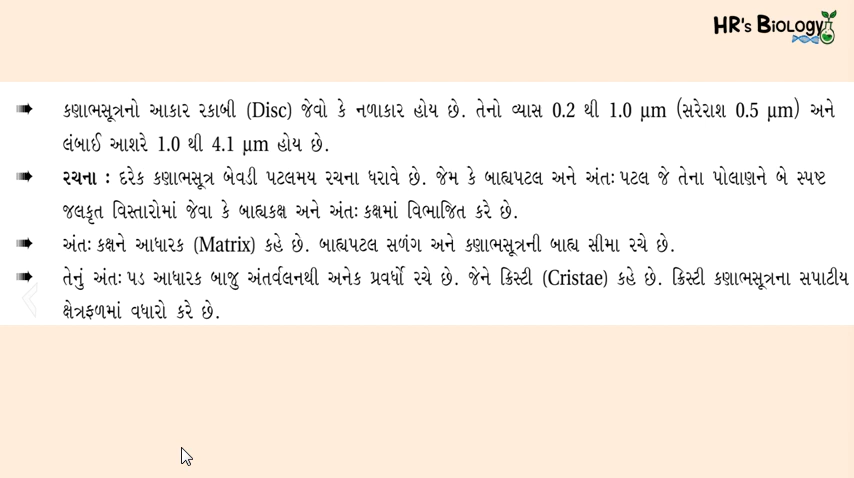 HR's BIOLOGY
➠ કણાભસૂત્રનો આકાર રકાબી (Disc) જેવો કે નળાકાર હોય છે. તેનો વ્યાસ 0.2 થી 1.0 μm (સરેરાશ 0.5 μm) અને
લંબાઈ આશરે 1.0 થી 4.1 μm હોય છે.
➠ રચના : દરેક કણાભસૂત્ર બેવડી પટલમય રચના ધરાવે છે. જેમ કે બાહ્યપટલ અને અંતઃ પટલ જે તેના પોલાણને બે સ્પષ્ટ
જલકૃત વિસ્તારોમાં જેવા કે બાહ્યકક્ષ અને અંતઃ કક્ષમાં વિભાજિત કરે છે.
➠ અંતઃ કક્ષને આધારક (Matrix) કહે છે. બાહ્યપટલ સળંગ અને કણાભસૂત્રની બાહ્ય સીમા રચે છે.
➠ તેનું અંતઃ પડ આધારક બાજુ અંતર્વલનથી અનેક પ્રવર્ધો રચે છે. જેને ક્રિસ્ટી (Cristae) કહે છે. ક્રિસ્ટી કણાભસૂત્રના સપાટીય
ક્ષેત્રફળમાં વધારો કરે છે.